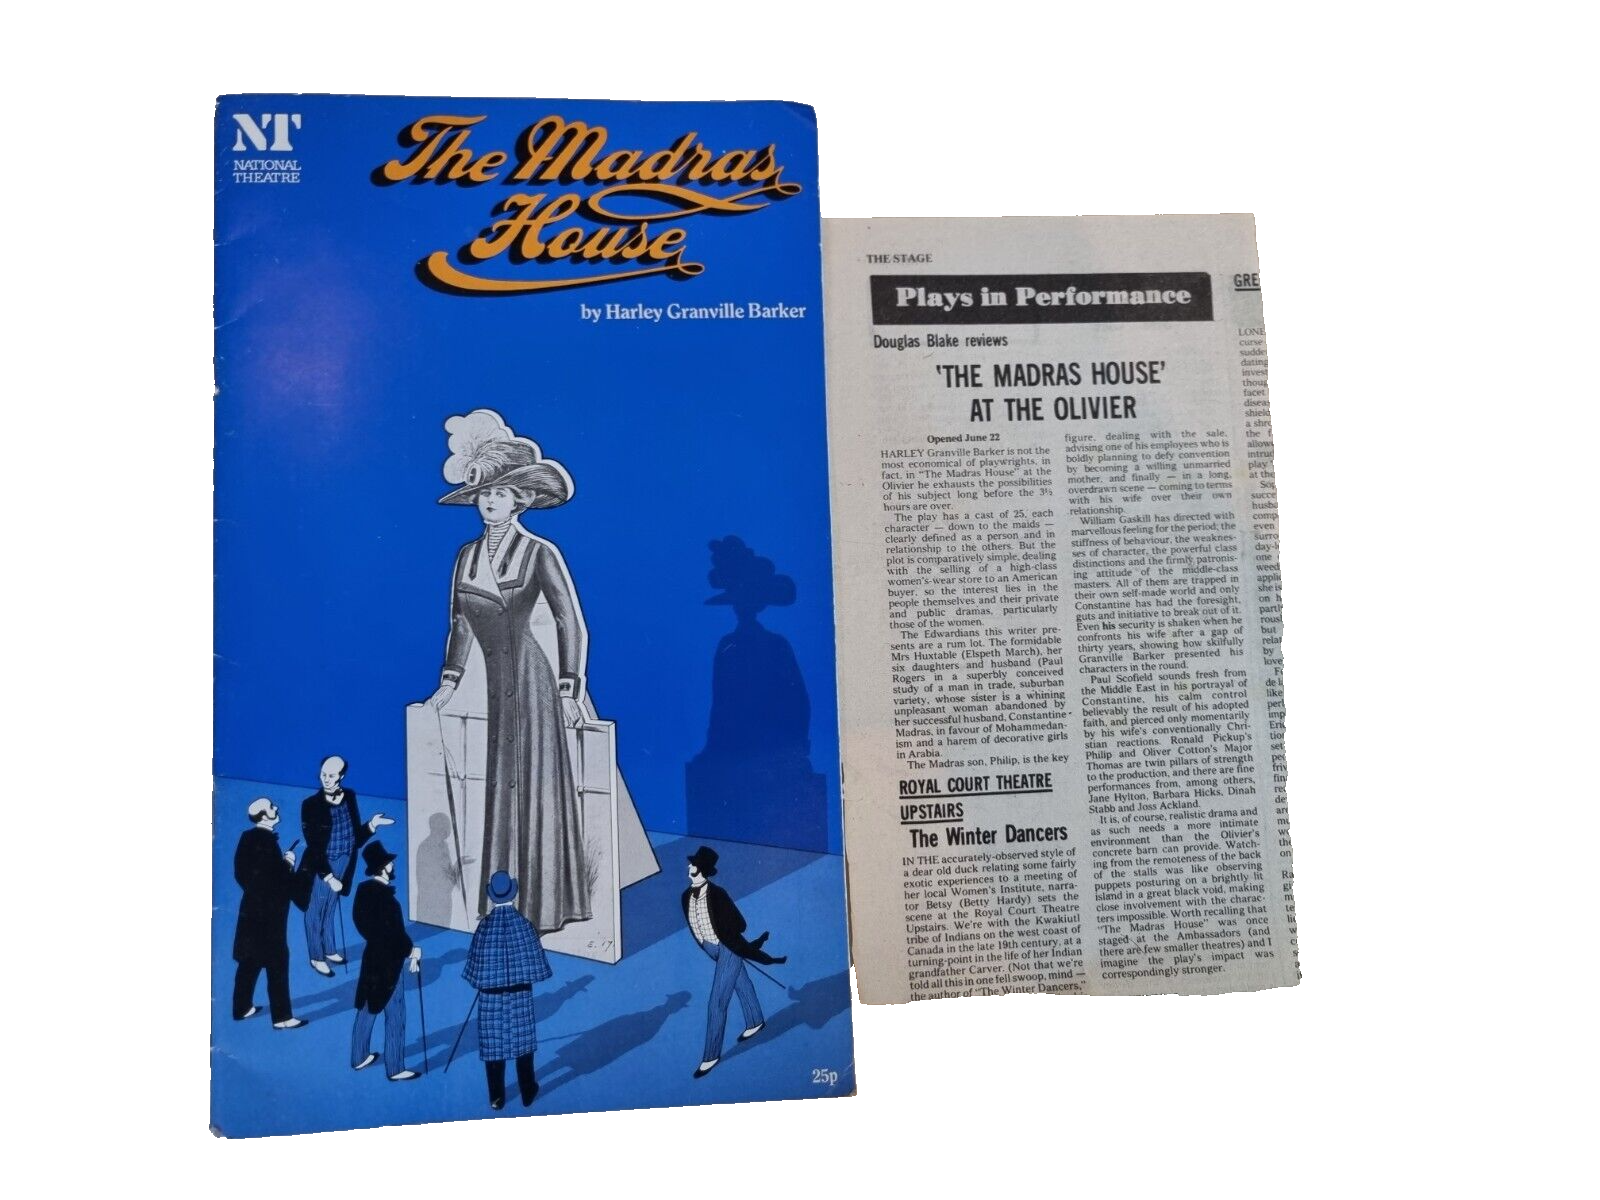 NT
NATIONAL
THEATRE
The Madras
House
by Harley Granville Barker
E. '17
25p
THE STAGE
Plays in Performance
Douglas Blake reviews
'THE MADRAS HOUSE'
AT THE OLIVIER
Opened June 22
HARLEY Granville Barker is not the
most economical of playwrights, in
fact, in "The Madras House" at the
Olivier he exhausts the possibilities
of his subject long before the 3½
hours are over.
The play has a cast of 25, each
character — down to the maids —
clearly defined as a person and in
relationship to the others. But the
plot is comparatively simple, dealing
with the selling of a high-class
women's-wear store to an American
buyer, so the interest lies in the
people themselves and their private
and public dramas, particularly
those of the women.
The Edwardians this writer pre-
sents are a rum lot. The formidable
Mrs Huxtable (Elspeth March), her
six daughters and husband (Paul
Rogers in a superbly conceived
study of a man in trade, suburban
variety, whose sister is a whining
unpleasant woman abandoned by
her successful husband, Constantine
Madras, in favour of Mohammedan-
ism and a harem of decorative girls
in Arabia.
The Madras son, Philip, is the key
figure, dealing with the sale,
advising one of his employees who is
boldly planning to defy convention
by becoming a willing unmarried
mother, and finally — in a long,
overdrawn scene — coming to terms
with his wife over their own
relationship.
William Gaskill has directed with
marvellous feeling for the period; the
stiffness of behaviour, the weaknes-
ses of character, the powerful class
distinctions and the firmly patronis-
ing attitude of the middle-class
masters. All of them are trapped in
their own self-made world and only
Constantine has had the foresight,
guts and initiative to break out of it.
Even his security is shaken when he
confronts his wife after a gap of
thirty years, showing how skilfully
Granville Barker presented his
characters in the round.
Paul Scofield sounds fresh from
the Middle East in his portrayal of
Constantine, his calm control
believably the result of his adopted
faith, and pierced only momentarily
by his wife's conventionally Chri-
stian reactions. Ronald Pickup's
Philip and Oliver Cotton's Major
Thomas are twin pillars of strength
to the production, and there are fine
performances from, among others,
Jane Hylton, Barbara Hicks, Dinah
Stabb and Joss Ackland.
It is, of course, realistic drama and
as such needs a more intimate
environment than the Olivier's
concrete barn can provide. Watch-
ing from the remoteness of the back
of the stalls was like observing
puppets posturing on a brightly lit
island in a great black void, making
close involvement with the charac-
ters impossible. Worth recalling that
"The Madras House" was once
staged at the Ambassadors (and
there are few smaller theatres) and I
imagine the play's impact was
correspondingly stronger.
ROYAL COURT THEATRE
UPSTAIRS
The Winter Dancers
IN THE accurately-observed style of
a dear old duck relating some fairly
exotic experiences to a meeting of
her local Women's Institute, narra-
tor Betsy (Betty Hardy) sets the
scene at the Royal Court Theatre
Upstairs. We're with the Kwakiutl
tribe of Indians on the west coast of
Canada in the late 19th century, at a
turning-point in the life of her Indian
grandfather Carver. (Not that we're
told all this in one fell swoop, mind —
the author of "The Winter Dancers,"
GRE
LONE
curse
sudde
dating
invest
thoug
facet